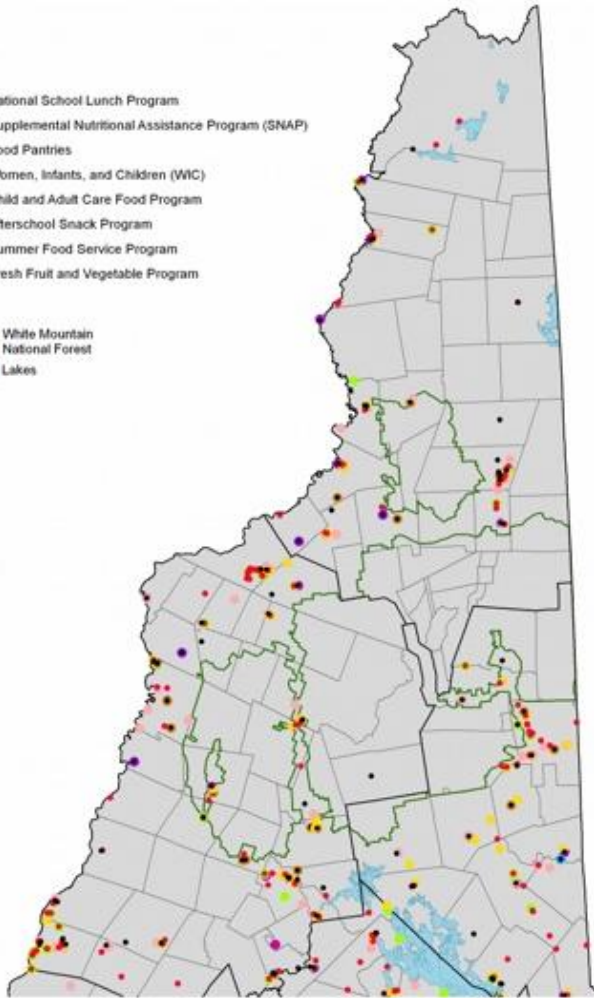 ational School Lunch Program
upplemental Nutritional Assistance Program (SNAP)
ood Pantries
omen, Infants, and Children (WIC)
hild and Adult Care Food Program
fterschool Snack Program
ummer Food Service Program
resh Fruit and Vegetable Program
White Mountain
National Forest
Lakes